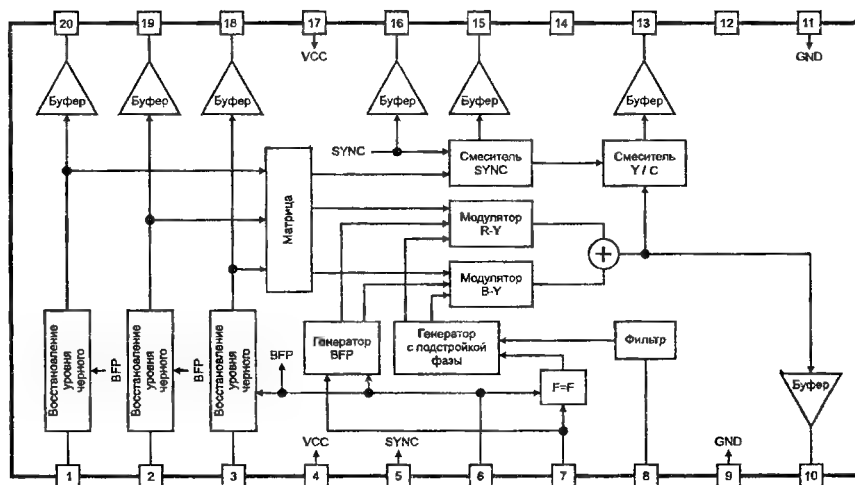 20 19 18 17 16 15 14 13 12 11
VCC
GND
Буфер Буфер Буфер Буфер Буфер Буфер
SYNC
Смеситель
SYNC
Смеситель
Y / C
Матрица
Модулятор
R-Y
Модулятор
B-Y
+
Восстановление
уровня
черного
BFP
Восстановление
уровня
черного
BFP
Восстановление
уровня
черного
BFP
Генератор
BFP
Генератор
с подстройкой
фазы
F=F
Фильтр
Буфер
VCC
SYNC
GND
1 2 3 4 5 6 7 8 9 10